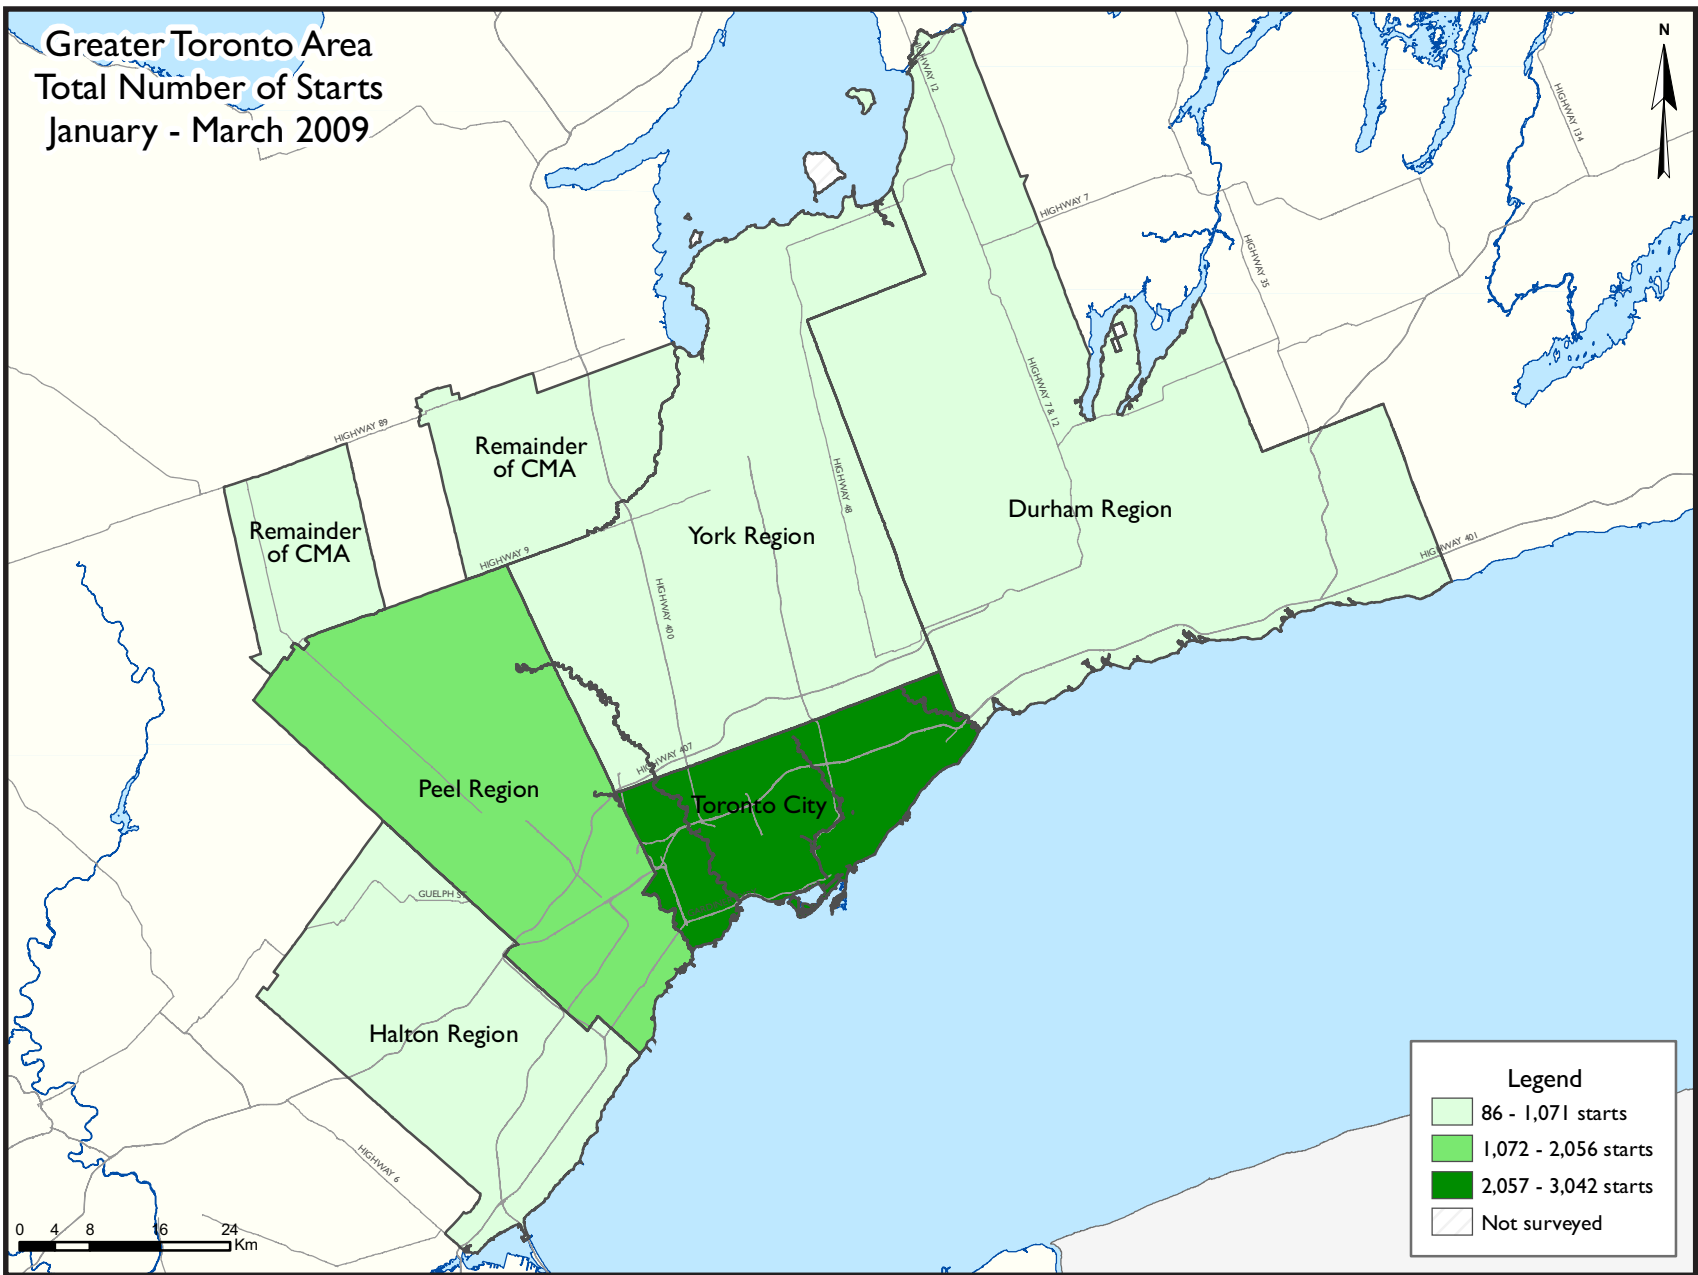 Greater Toronto Area
Total Number of Starts
January - March 2009
N
HIGHWAY 12
HIGHWAY 134
HIGHWAY 7
HIGHWAY 35
HIGHWAY 7 & 12
HIGHWAY 89
Remainder
of CMA
Remainder
of CMA
HIGHWAY 48
Durham Region
York Region
HIGHWAY 9
HIGHWAY 401
HIGHWAY 400
HIGHWAY 407
Peel Region
Toronto City
GUELPH ST
Halton Region
HIGHWAY 6
Legend
86 - 1,071 starts
1,072 - 2,056 starts
2,057 - 3,042 starts
Not surveyed
0 4 8 16 24
Km